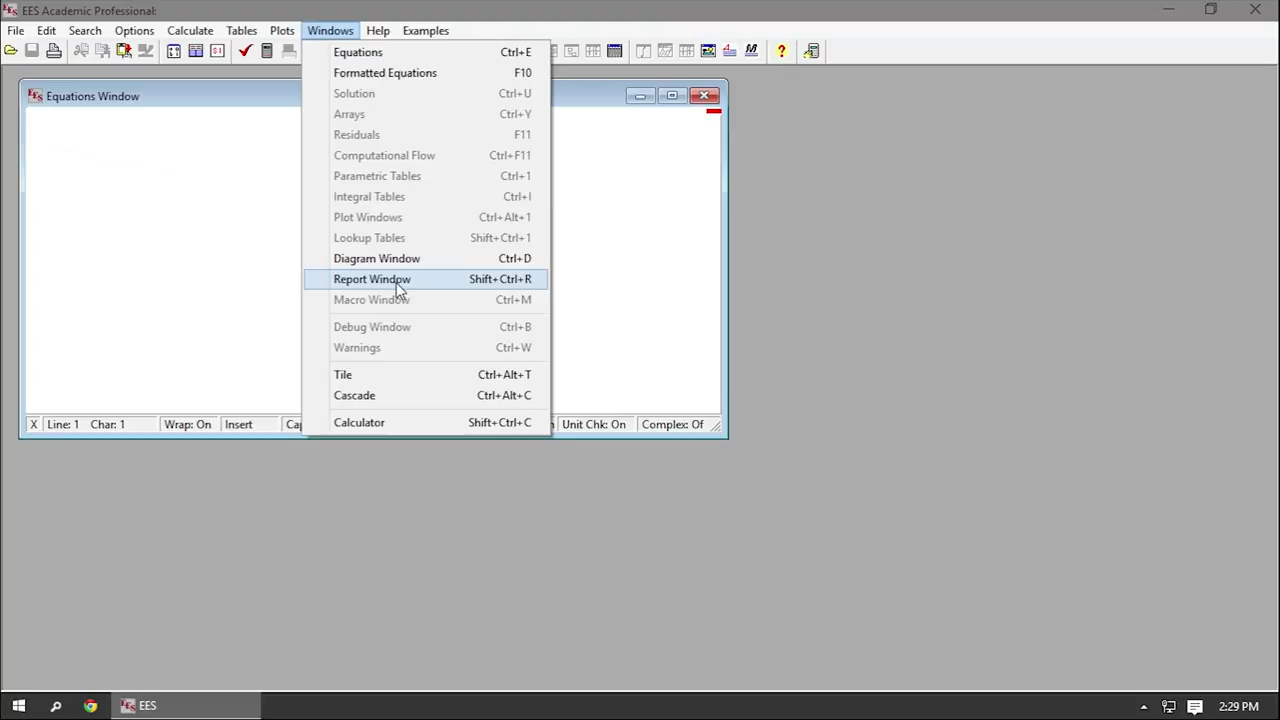 EES Academic Professional:
File Edit Search Options Calculate Tables Plots Windows Help Examples
EES Equations Window
Equations Ctrl+E
Formatted Equations F10
Solution Ctrl+U
Arrays Ctrl+Y
Residuals F11
Computational Flow Ctrl+F11
Parametric Tables Ctrl+1
Integral Tables Ctrl+I
Plot Windows Ctrl+Alt+1
Lookup Tables Shift+Ctrl+1
Diagram Window Ctrl+D
Report Window Shift+Ctrl+R
Macro Window Ctrl+M
Debug Window Ctrl+B
Warnings Ctrl+W
Tile Ctrl+Alt+T
Cascade Ctrl+Alt+C
Calculator Shift+Ctrl+C
X Line: 1 Char: 1 Wrap: On Insert Unit Chk: On Complex: Of
EES 2:29 PM